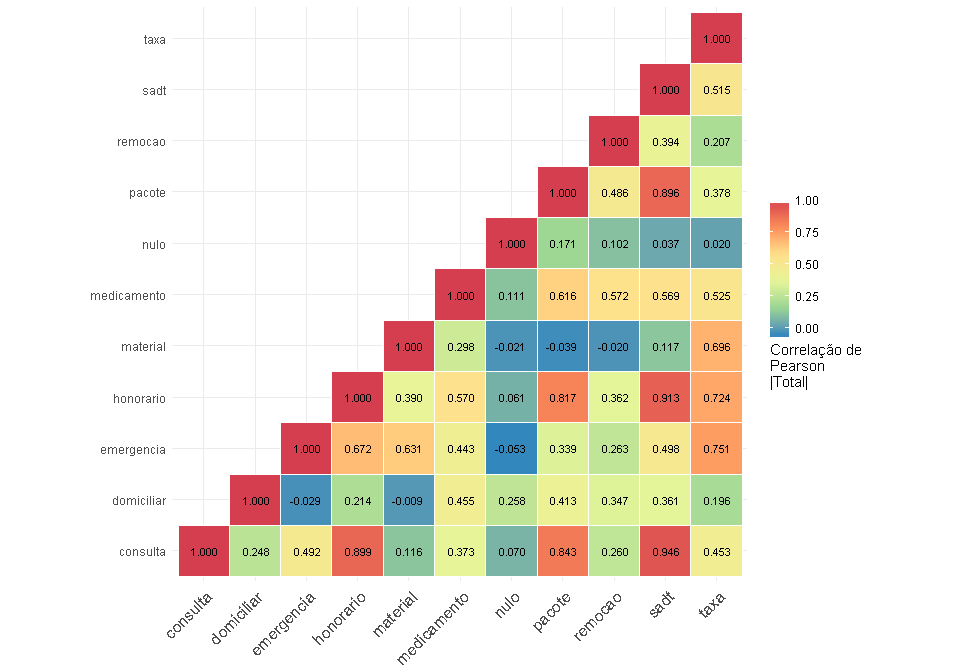 taxa 1.000
sadt 1.000 0.515
remocao 1.000 0.394 0.207
pacote 1.000 0.486 0.896 0.378
nulo 1.000 0.171 0.102 0.037 0.020
medicamento 1.000 0.111 0.616 0.572 0.569 0.525
material 1.000 0.298 -0.021 -0.039 -0.020 0.117 0.696
honorario 1.000 0.390 0.570 0.061 0.817 0.362 0.913 0.724
emergencia 1.000 0.672 0.631 0.443 -0.053 0.339 0.263 0.498 0.751
domiciliar 1.000 -0.029 0.214 -0.009 0.455 0.258 0.413 0.347 0.361 0.196
consulta 1.000 0.248 0.492 0.899 0.116 0.373 0.070 0.843 0.260 0.946 0.453
consulta domiciliar emergencia honorario material medicamento nulo pacote remocao sadt taxa
1.00
0.75
0.50
0.25
0.00
Correlação de
Pearson
|Total|